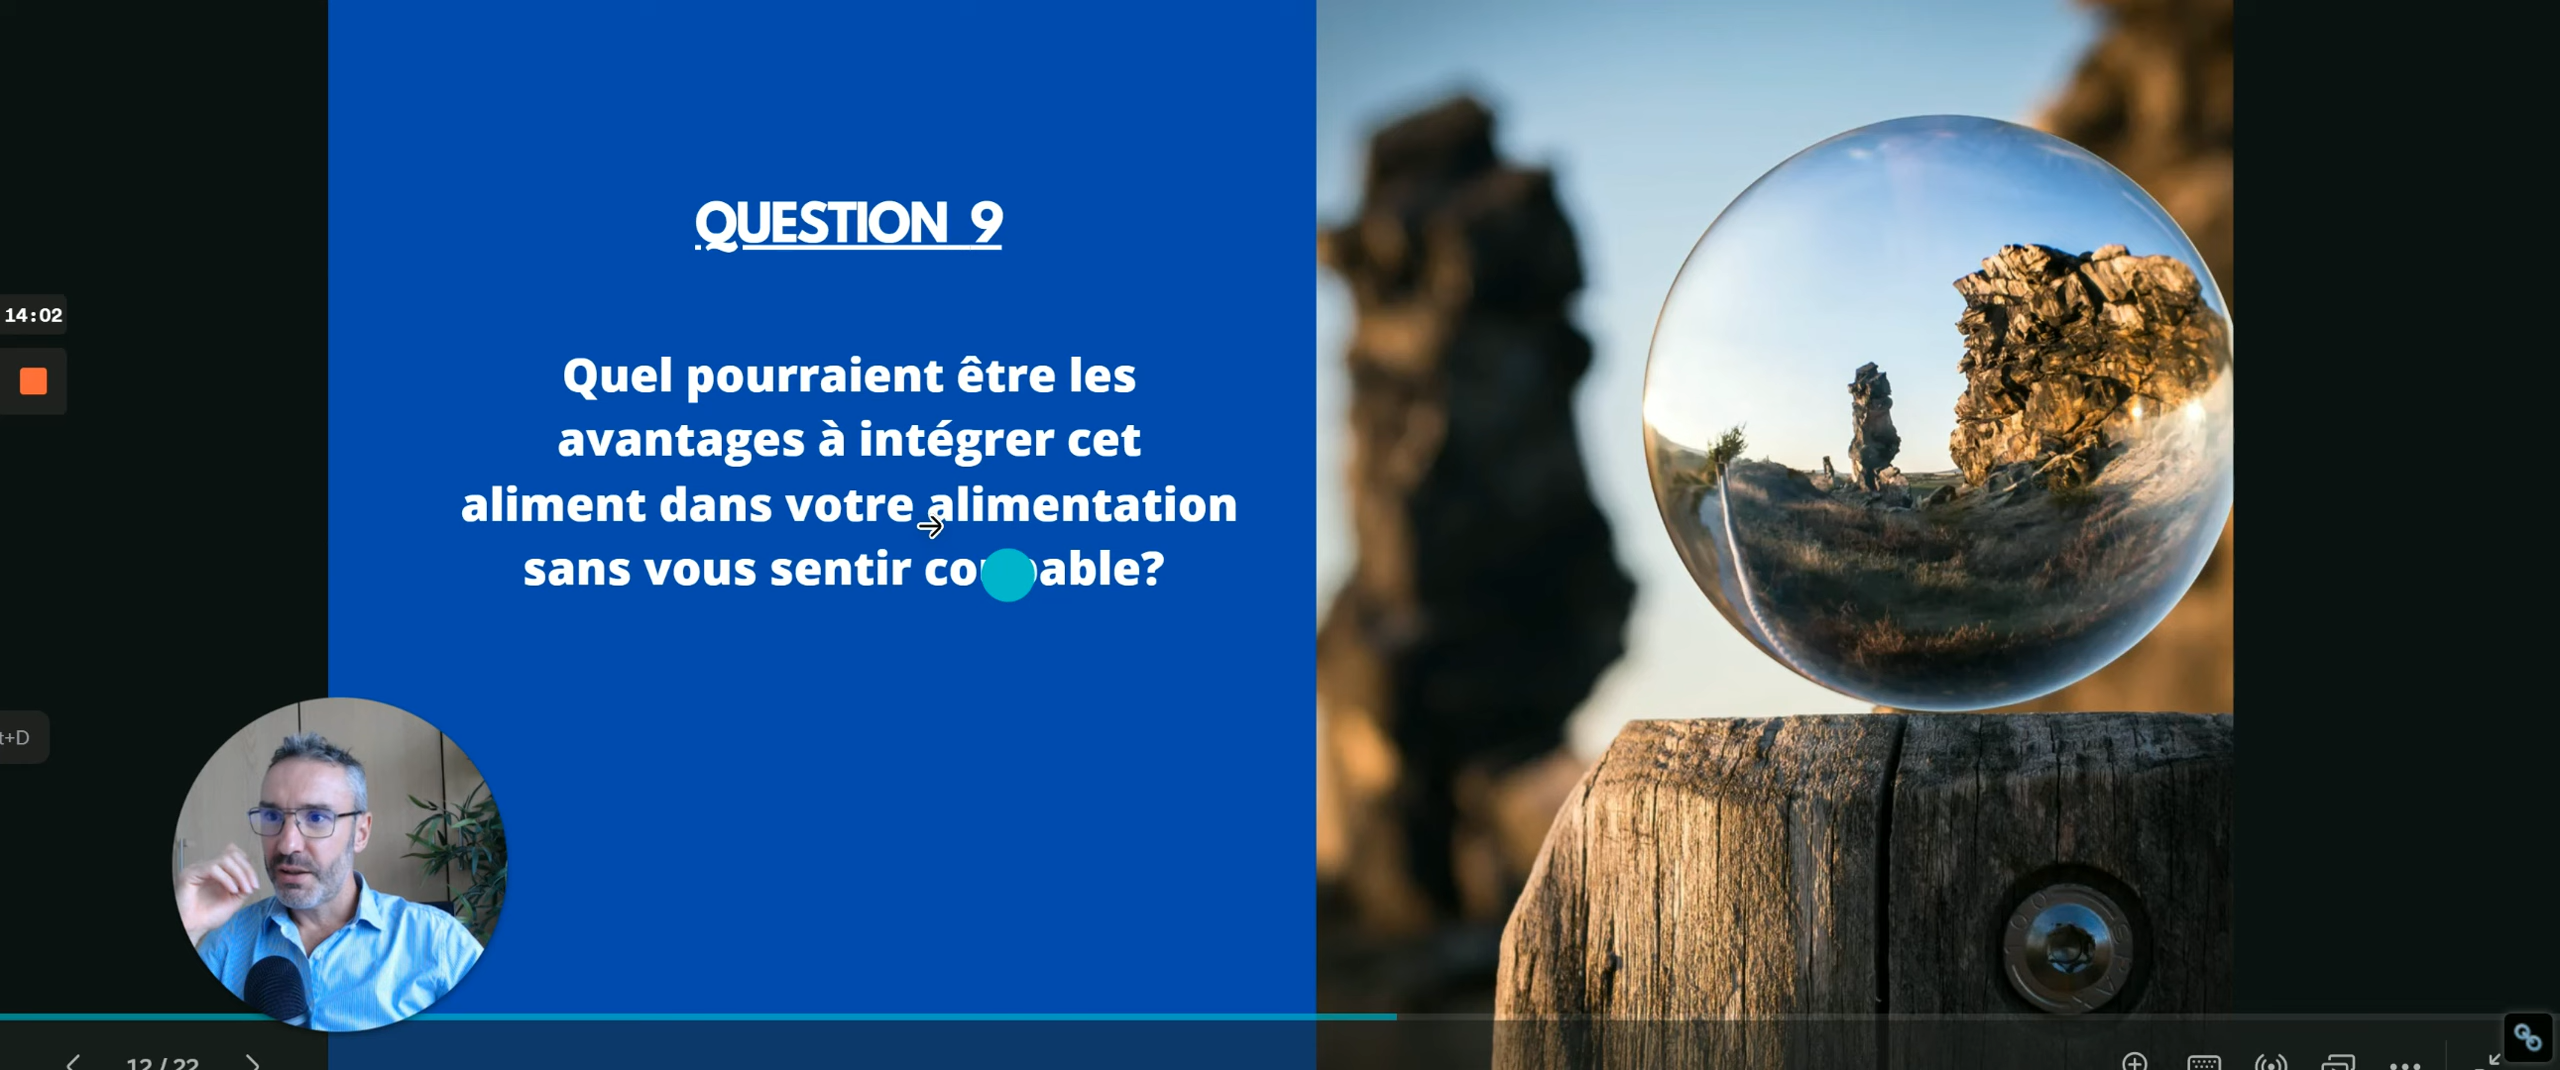 QUESTION 9
Quel pourraient être les
avantages à intégrer cet
aliment dans votre alimentation
sans vous sentir
14:02
t+D
12 / 22